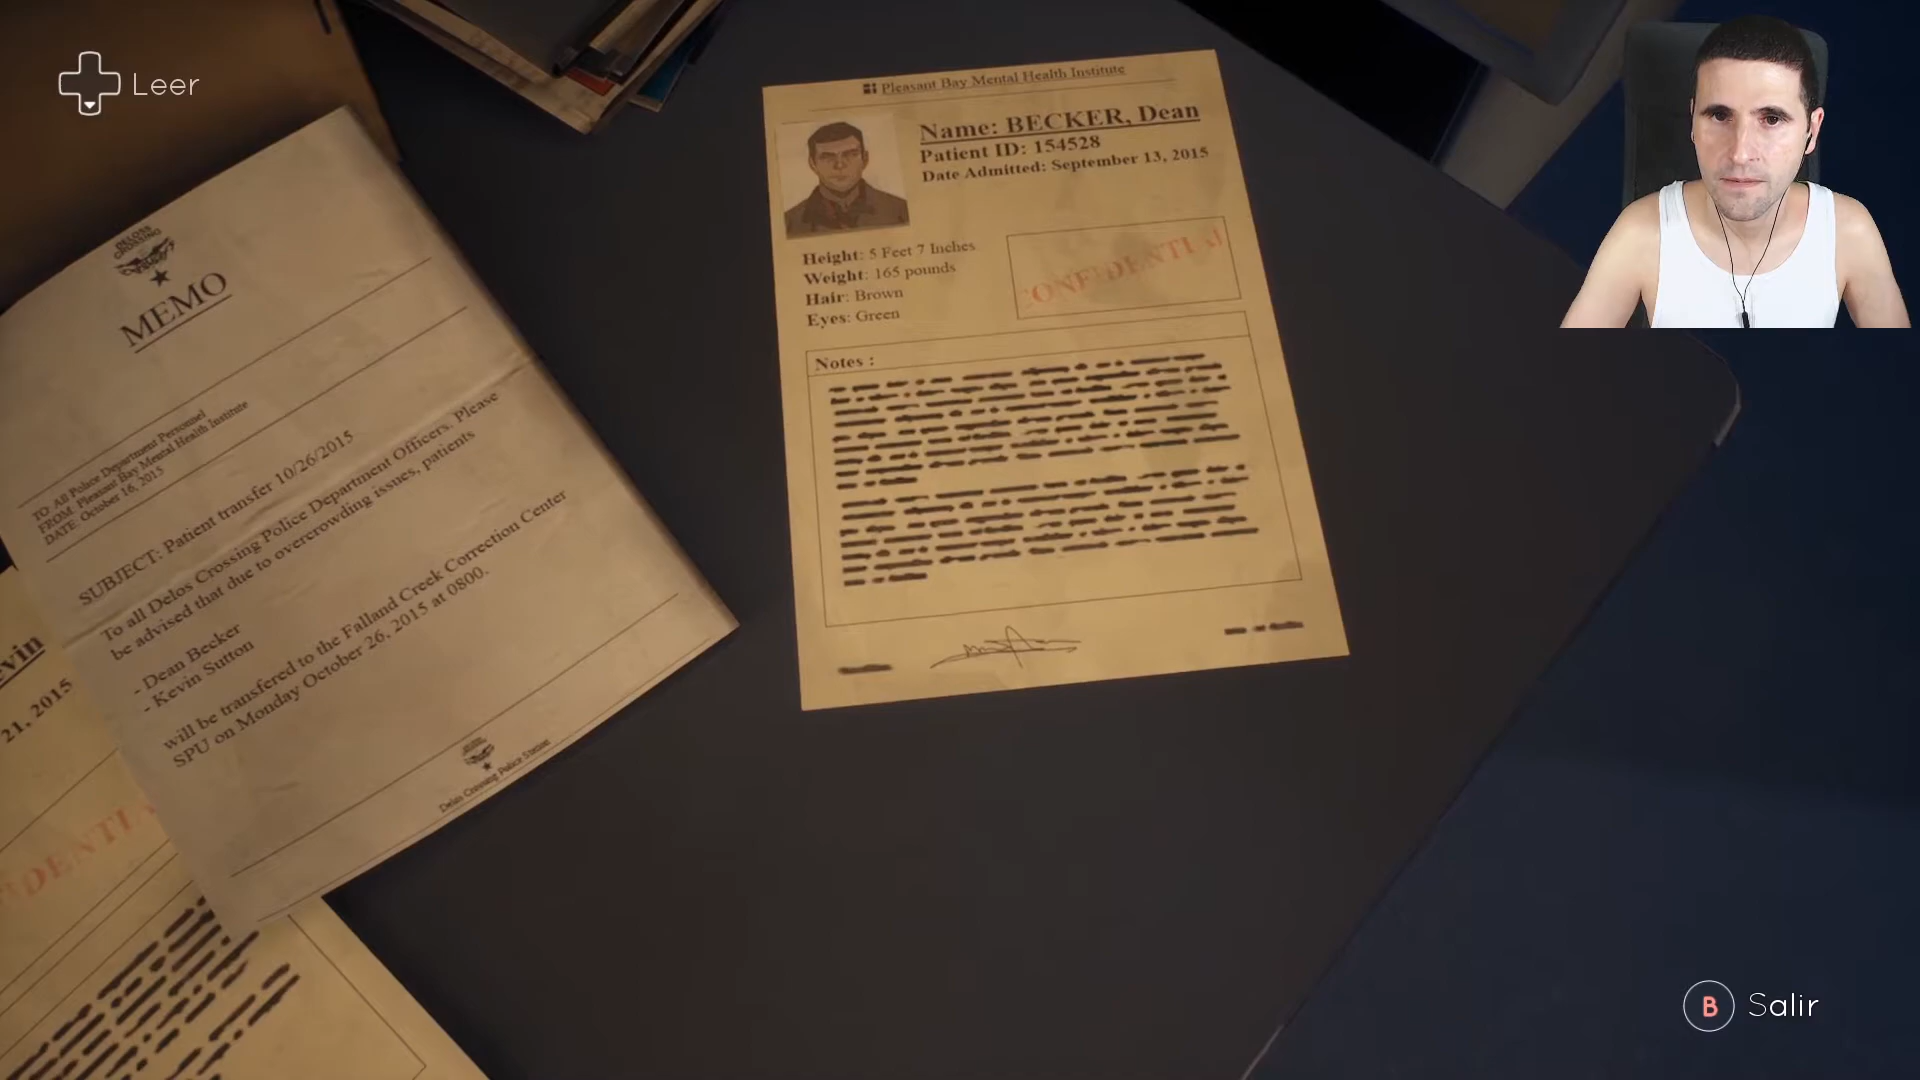 Leer
DELOSS
CROSSING
MEMO
TO: All Police Department Personnel
FROM: Pleasant Bay Mental Health Institute
DATE: October 16, 2015
SUBJECT: Patient transfer 10/26/2015
To all Delos Crossing Police Department Officers. Please
be advised that due to overcrowding issues, patients
- Dean Becker
- Kevin Sutton
will be transfered to the Falland Creek Correction Center
SPU on Monday October 26, 2015 at 0800.
Delos Crossing Police Station
evin
21, 2015
Pleasant Bay Mental Health Institute
Name: BECKER, Dean
Patient ID: 154528
Date Admitted: September 13, 2015
Height: 5 Feet 7 Inches
Weight: 165 pounds
Hair: Brown
Eyes: Green
CONFIDENTIAL
Notes :
B Salir